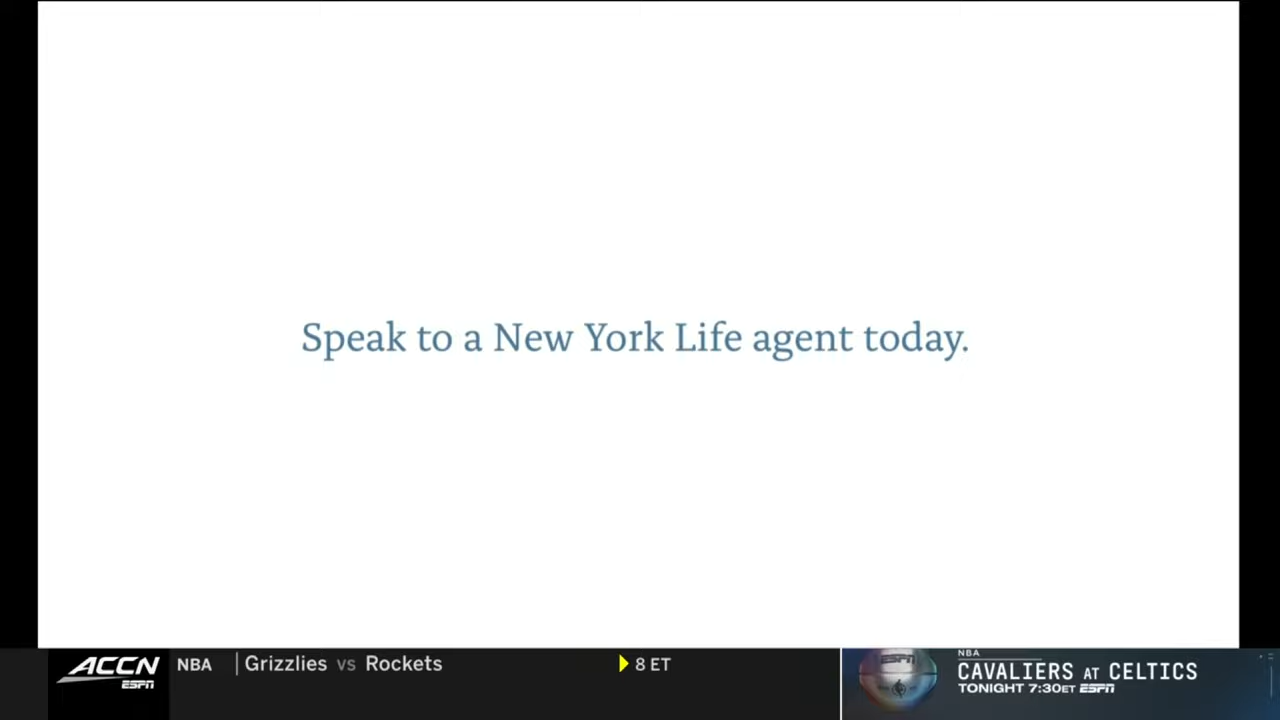 Speak to a New York Life agent today.
ACCN
ESPN
NBA
Grizzlies vs Rockets
8 ET
ESPN
NBA
CAVALIERS AT CELTICS
TONIGHT 7:30ET ESPN